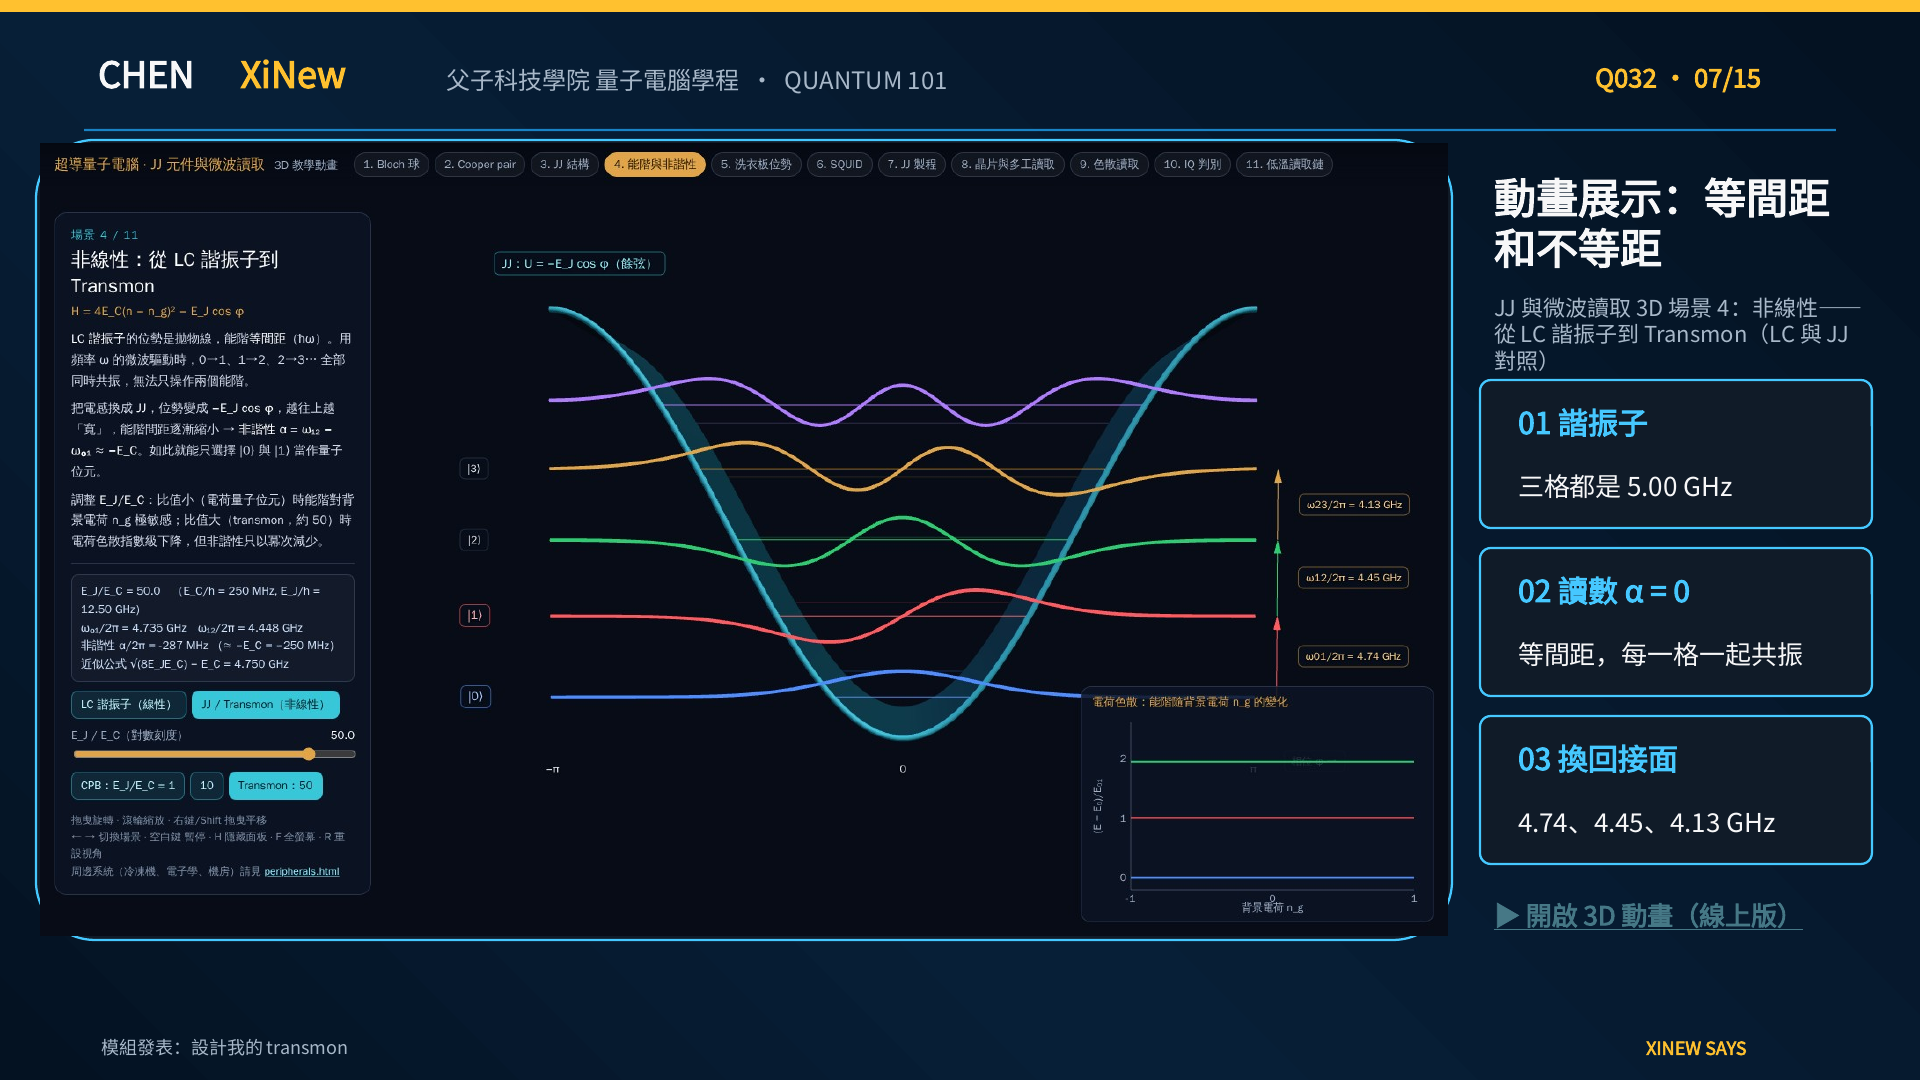 CHEN XiNew
父子科技學院 量子電腦學程 • QUANTUM 101
Q032 • 07/15
超導量子電腦 · JJ 元件與微波讀取 3D 教學動畫
1. Bloch 球
2. Cooper pair
3. JJ 結構
4. 能階與非諧性
5. 洗衣板位勢
6. SQUID
7. JJ 製程
8. 晶片與多工讀取
9. 色散讀取
10. IQ 判別
11. 低溫讀取鏈
場景 4 / 11
非線性：從 LC 諧振子到
Transmon
H = 4E_C(n − n_g)² − E_J cos φ
LC 諧振子的位勢是拋物線，能階等間距（ħω）。用
頻率 ω 的微波驅動時，0→1、1→2、2→3⋯ 全部
同時共振，無法只操作兩個能階。
把電感換成 JJ，位勢變成 −E_J cos φ，越往上越
「寬」，能階間距逐漸縮小 → 非諧性 α = ω₁₂ −
ω₀₁ ≈ −E_C。如此就能只選擇 |0⟩ 與 |1⟩ 當作量子
位元。
調整 E_J/E_C：比值小（電荷量子位元）時能階對背
景電荷 n_g 極敏感；比值大（transmon，約 50）時
電荷色散指數級下降，但非諧性只以冪次減少。
E_J/E_C = 50.0 （E_C/h = 250 MHz, E_J/h =
12.50 GHz）
ω₀₁/2π = 4.735 GHz ω₁₂/2π = 4.448 GHz
非諧性 α/2π = -287 MHz （≈ −E_C = −250 MHz）
近似公式 √(8E_JE_C) − E_C = 4.750 GHz
LC 諧振子（線性）
JJ / Transmon（非線性）
E_J / E_C（對數刻度） 50.0
CPB：E_J/E_C = 1
10
Transmon：50
拖曳旋轉 · 滾輪縮放 · 右鍵/Shift 拖曳平移
← → 切換場景 · 空白鍵 暫停 · H 隱藏面板 · F 全螢幕 · R 重
設視角
周邊系統（冷凍機、電子學、機房）請見 peripherals.html
JJ：U = −E_J cos φ（餘弦）
|3⟩
|2⟩
|1⟩
|0⟩
ω23/2π = 4.13 GHz
ω12/2π = 4.45 GHz
ω01/2π = 4.74 GHz
−π
0
π
電荷色散：能階隨背景電荷 n_g 的變化
(E − E₀)/E₀₁
2
1
0
-1
0
1
背景電荷 n_g
動畫展示：等間距
和不等距
JJ 與微波讀取 3D 場景 4：非線性——
從 LC 諧振子到 Transmon（LC 與 JJ
對照）
01 諧振子
三格都是 5.00 GHz
02 讀數 α = 0
等間距，每一格一起共振
03 換回接面
4.74、4.45、4.13 GHz
▶ 開啟 3D 動畫（線上版）
模組發表：設計我的 transmon
XINEW SAYS